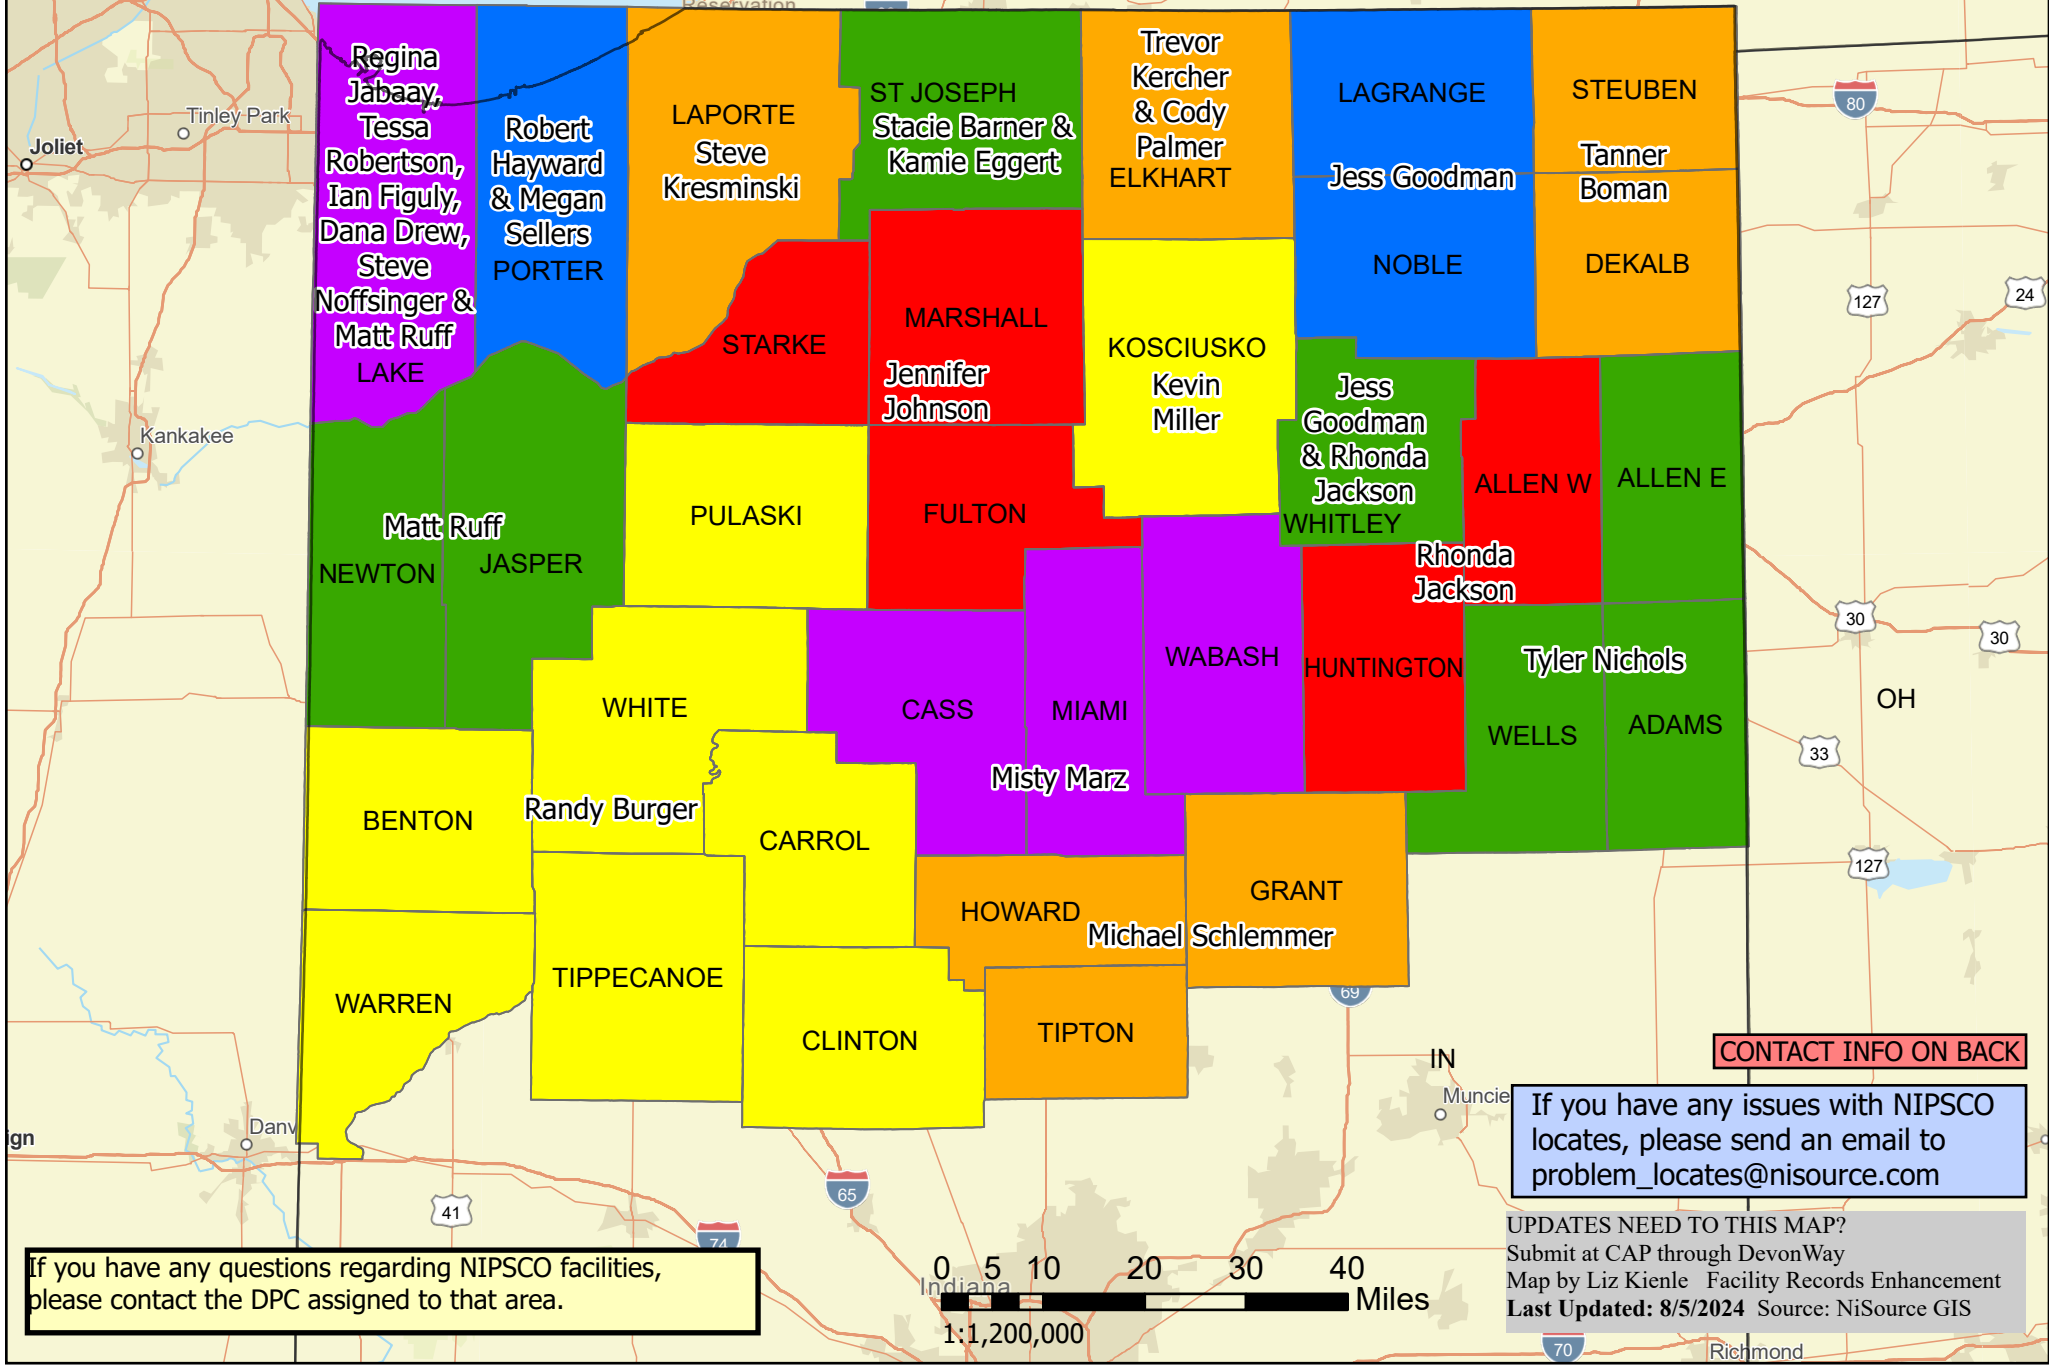 Reservation
Regina
Jabaay,
Tessa
Robertson,
Ian Figuly,
Dana Drew,
Steve
Noffsinger &
Matt Ruff
LAKE
Robert
Hayward
& Megan
Sellers
PORTER
LAPORTE
Steve
Kresminski
ST JOSEPH
Stacie Barner &
Kamie Eggert
Trevor
Kercher
& Cody
Palmer
ELKHART
LAGRANGE
Jess Goodman
NOBLE
STEUBEN
Tanner
Boman
DEKALB
80
Tinley Park
Joliet
127
24
STARKE
MARSHALL
Jennifer
Johnson
KOSCIUSKO
Kevin
Miller
Jess
Goodman
& Rhonda
Jackson
WHITLEY
ALLEN W
ALLEN E
Kankakee
Matt Ruff
NEWTON
JASPER
PULASKI
FULTON
Rhonda
Jackson
30
30
WHITE
CASS
MIAMI
WABASH
HUNTINGTON
Tyler Nichols
WELLS
ADAMS
OH
33
Misty Marz
BENTON
Randy Burger
CARROL
127
HOWARD
GRANT
Michael Schlemmer
WARREN
TIPPECANOE
CLINTON
TIPTON
69
IN
Muncie
CONTACT INFO ON BACK
If you have any issues with NIPSCO
locates, please send an email to
problem_locates@nisource.com
Danv
ign
41
65
74
If you have any questions regarding NIPSCO facilities,
please contact the DPC assigned to that area.
0 5 10 20 30 40
Indiana
Miles
1:1,200,000
UPDATES NEED TO THIS MAP?
Submit at CAP through DevonWay
Map by Liz Kienle Facility Records Enhancement
Last Updated: 8/5/2024 Source: NiSource GIS
70
Richmond